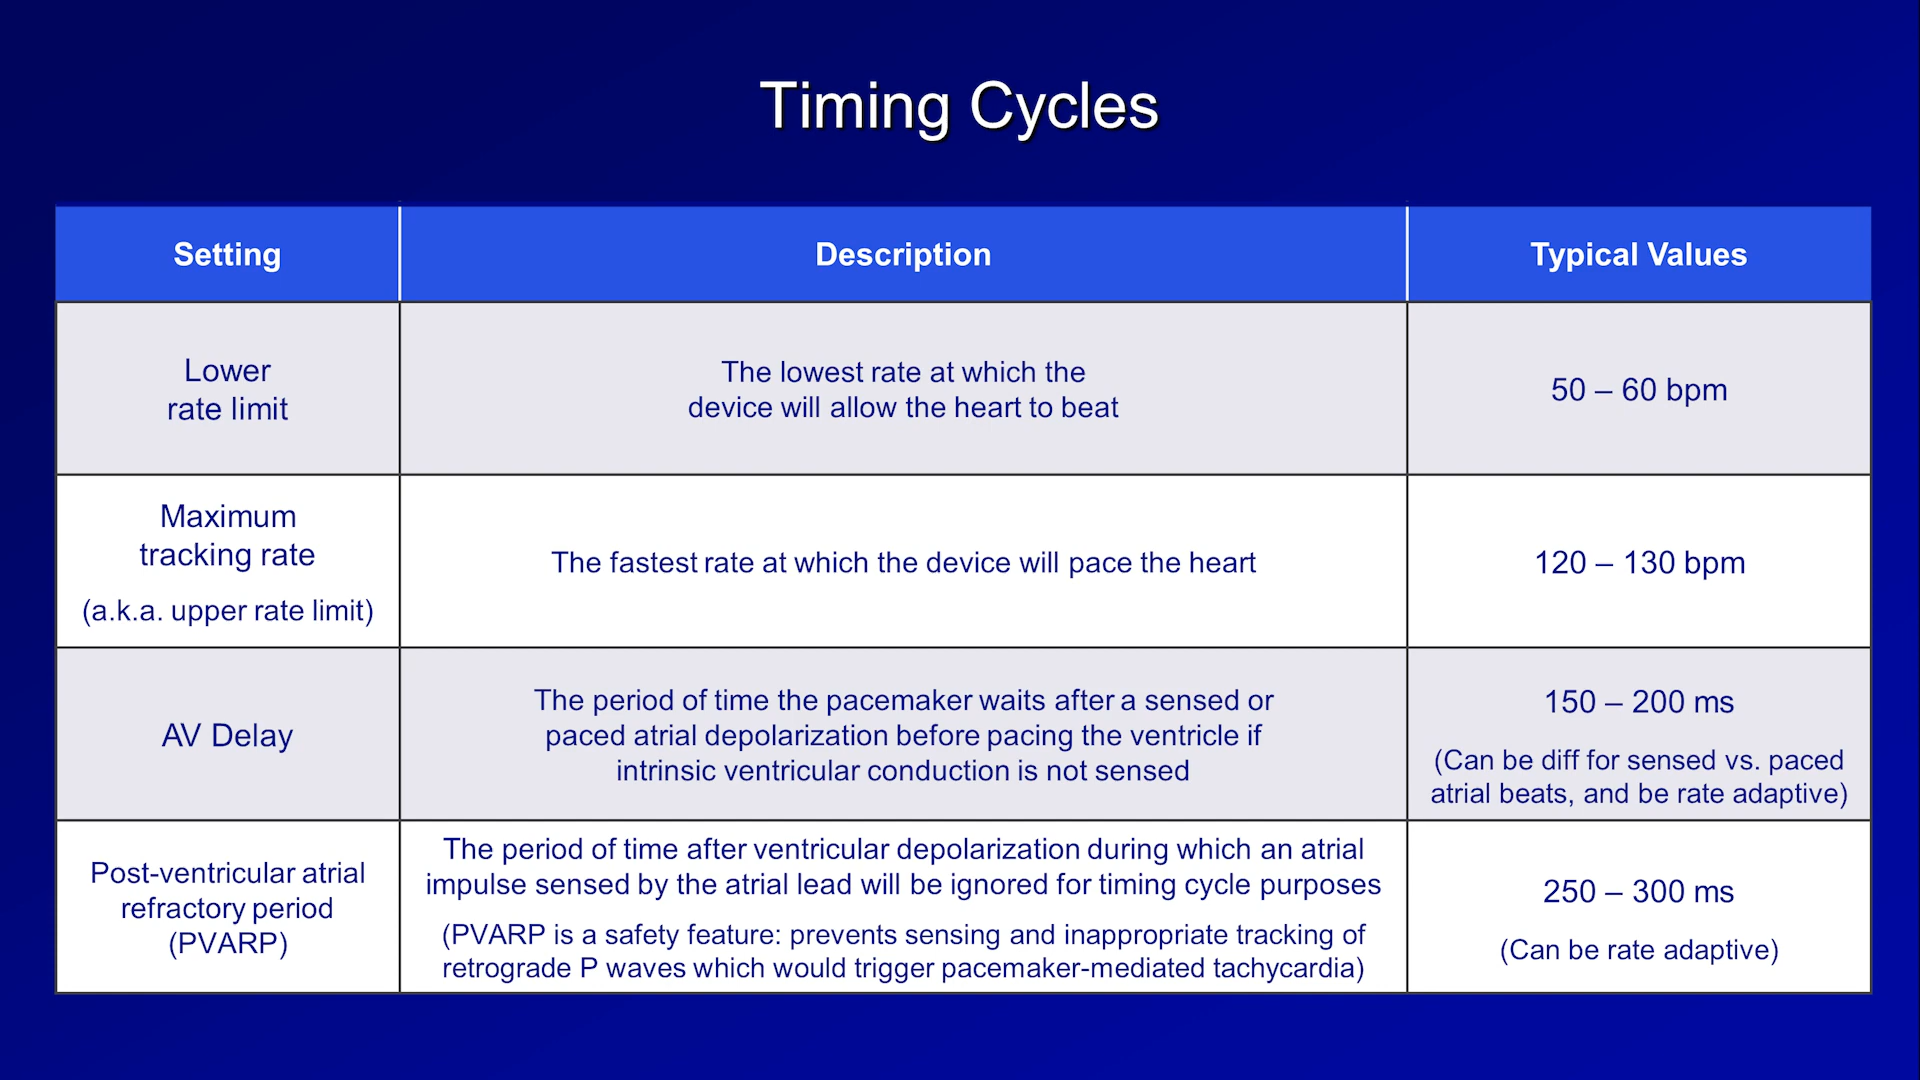 Timing Cycles
Setting
Description
Typical Values
Lower
rate limit
The lowest rate at which the
device will allow the heart to beat
50 – 60 bpm
Maximum
tracking rate
(a.k.a. upper rate limit)
The fastest rate at which the device will pace the heart
120 – 130 bpm
AV Delay
The period of time the pacemaker waits after a sensed or
paced atrial depolarization before pacing the ventricle if
intrinsic ventricular conduction is not sensed
150 – 200 ms
(Can be diff for sensed vs. paced
atrial beats, and be rate adaptive)
Post-ventricular atrial
refractory period
(PVARP)
The period of time after ventricular depolarization during which an atrial
impulse sensed by the atrial lead will be ignored for timing cycle purposes
(PVARP is a safety feature: prevents sensing and inappropriate tracking of
retrograde P waves which would trigger pacemaker-mediated tachycardia)
250 – 300 ms
(Can be rate adaptive)